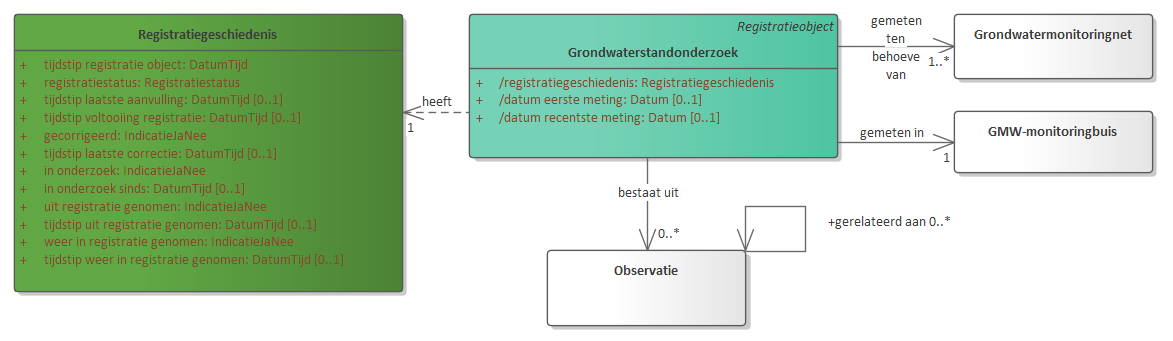 Registratiegeschiedenis
+ tijdstip registratie object: DatumTijd
+ registratiestatus: Registratiestatus
+ tijdstip laatste aanvulling: DatumTijd [0..1]
+ tijdstip voltooiing registratie: DatumTijd [0..1]
+ gecorrigeerd: IndicatieJaNee
+ tijdstip laatste correctie: DatumTijd [0..1]
+ in onderzoek: IndicatieJaNee
+ in onderzoek sinds: DatumTijd [0..1]
+ uit registratie genomen: IndicatieJaNee
+ tijdstip uit registratie genomen: DatumTijd [0..1]
+ weer in registratie genomen: IndicatieJaNee
+ tijdstip weer in registratie genomen: DatumTijd [0..1]
heeft
1
Registratieobject
Grondwaterstandonderzoek
+ /registratiegeschiedenis: Registratiegeschiedenis
+ /datum eerste meting: Datum [0..1]
+ /datum recentste meting: Datum [0..1]
gemeten
ten
behoeve
van
1..*
Grondwatermonitoringnet
gemeten in
1
GMW-monitoringbuis
bestaat uit
0..*
+gerelateerd aan 0..*
Observatie